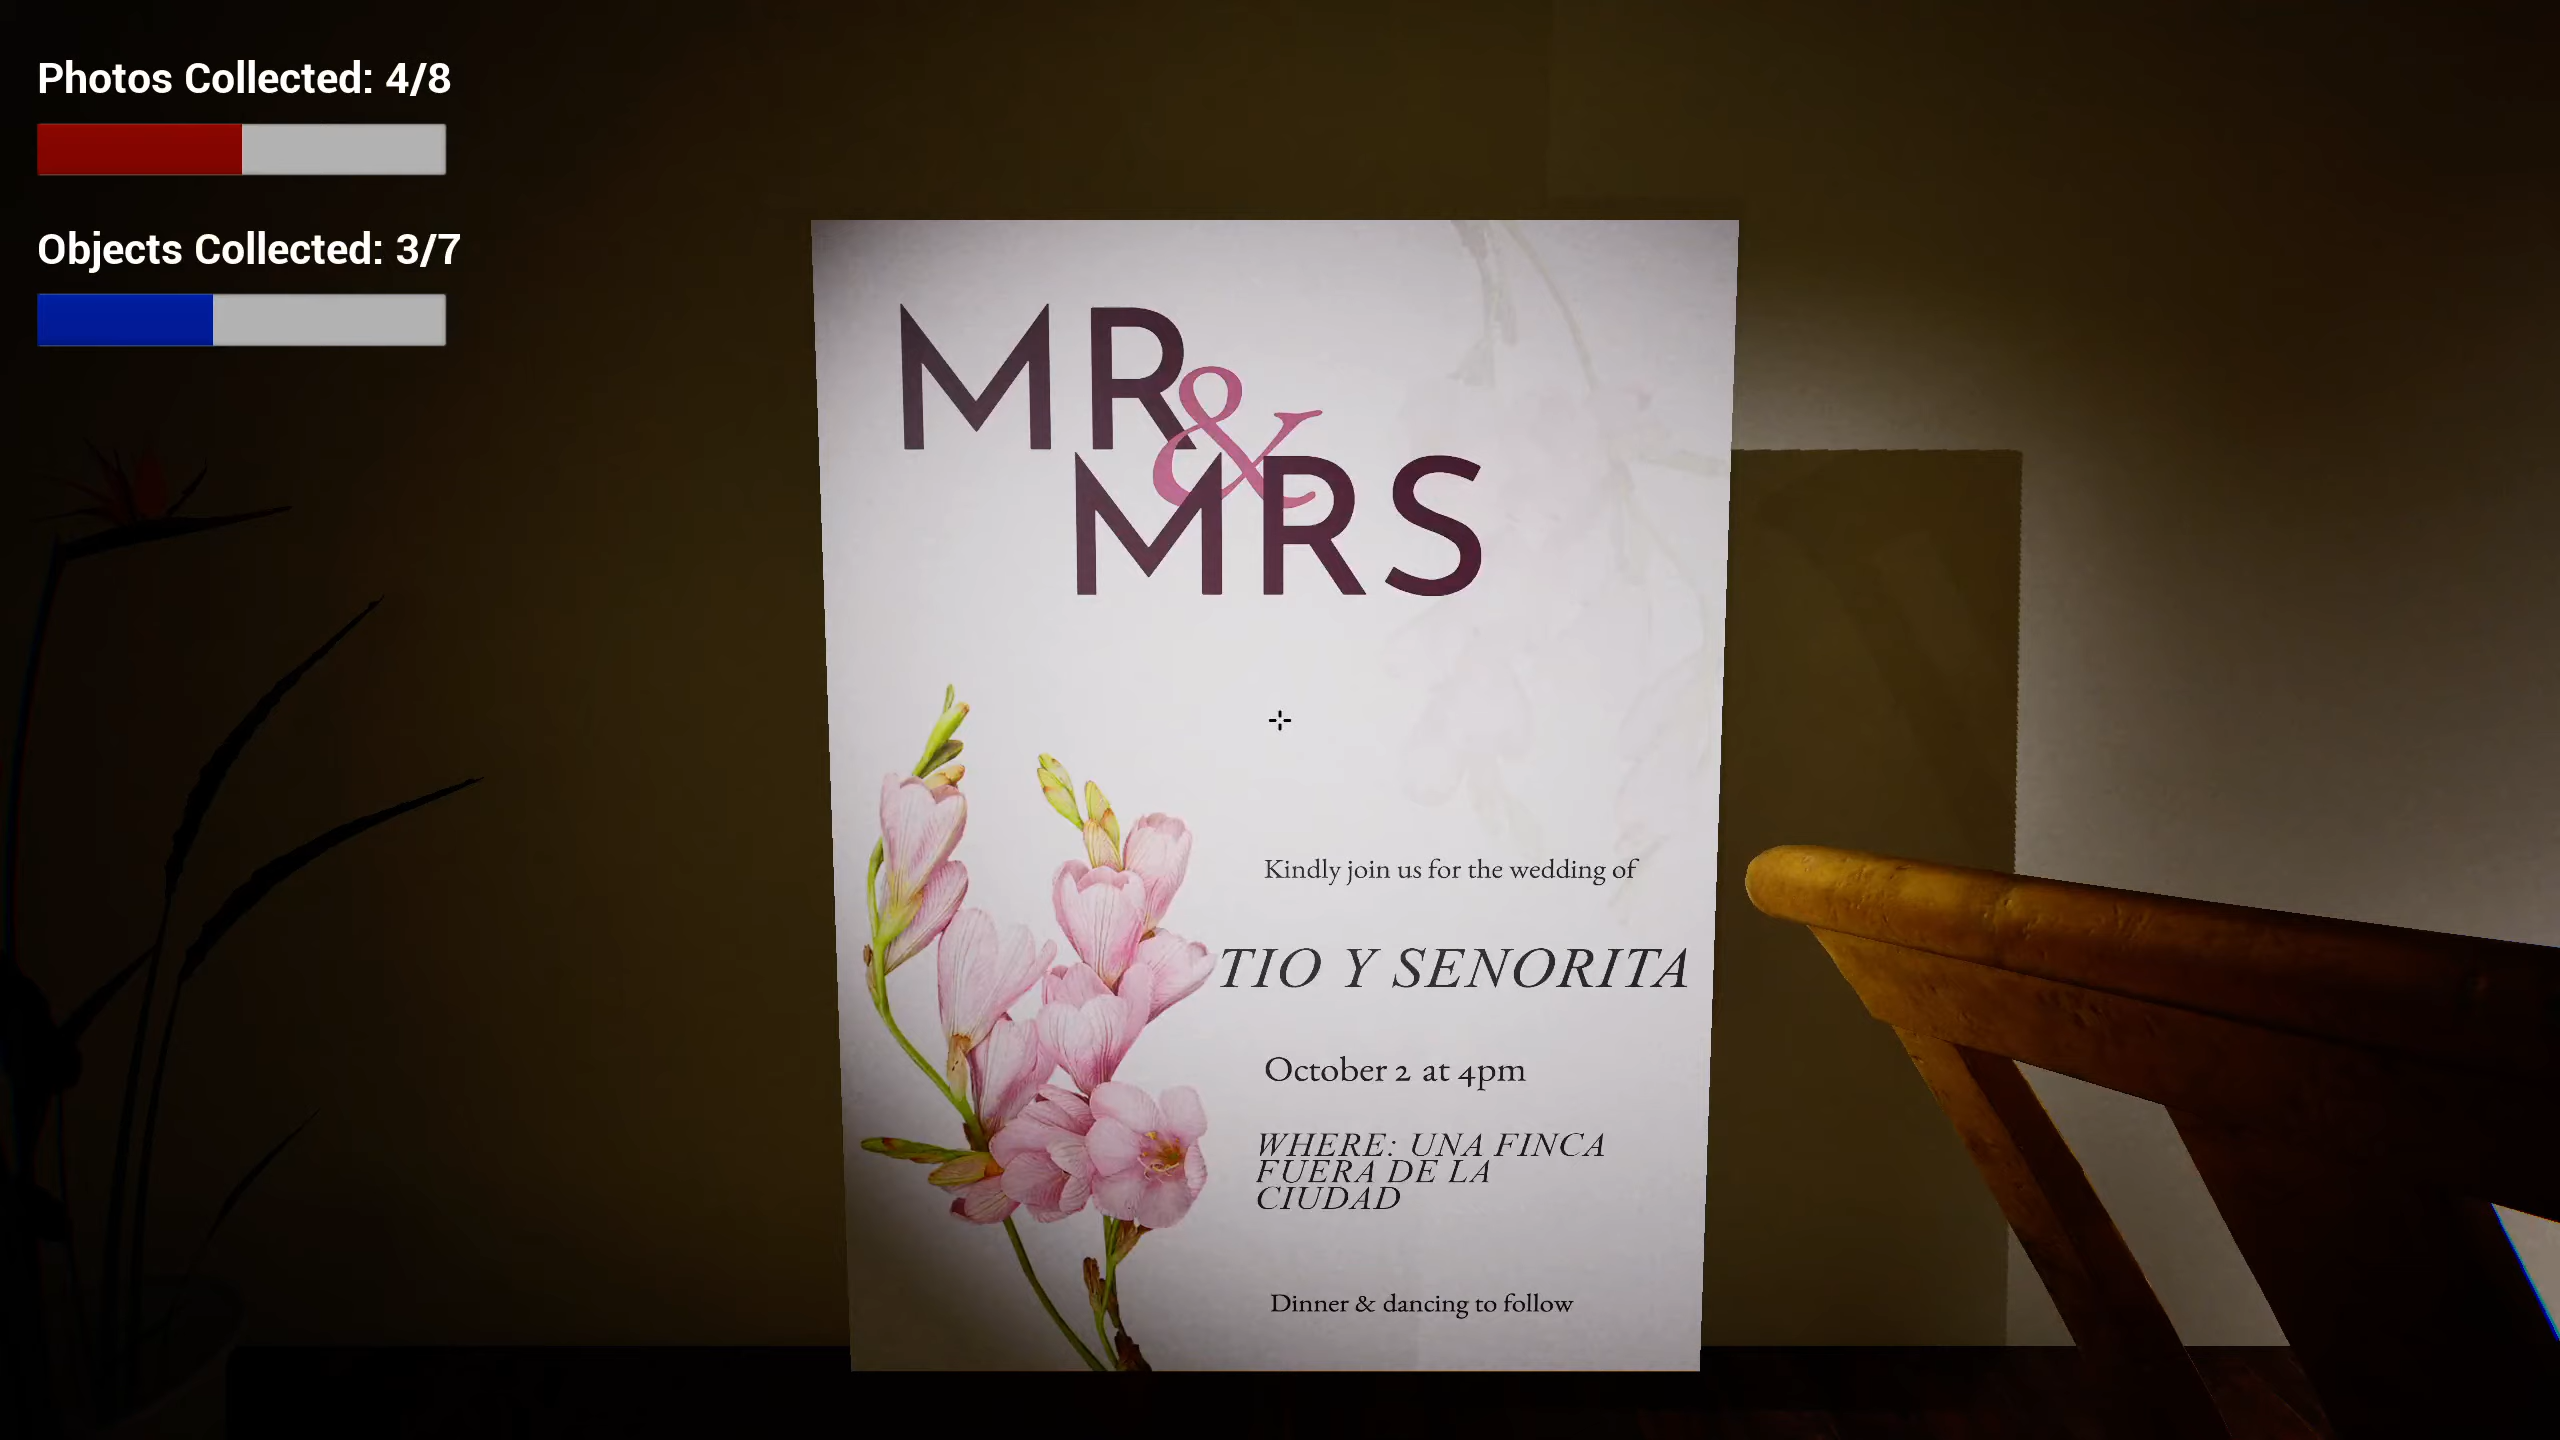 Photos Collected: 4/8
Objects Collected: 3/7
MR
&
MRS
Kindly join us for the wedding of
TIO Y SENORITA
October 2 at 4pm
WHERE: UNA FINCA
FUERA DE LA
CIUDAD
Dinner & dancing to follow